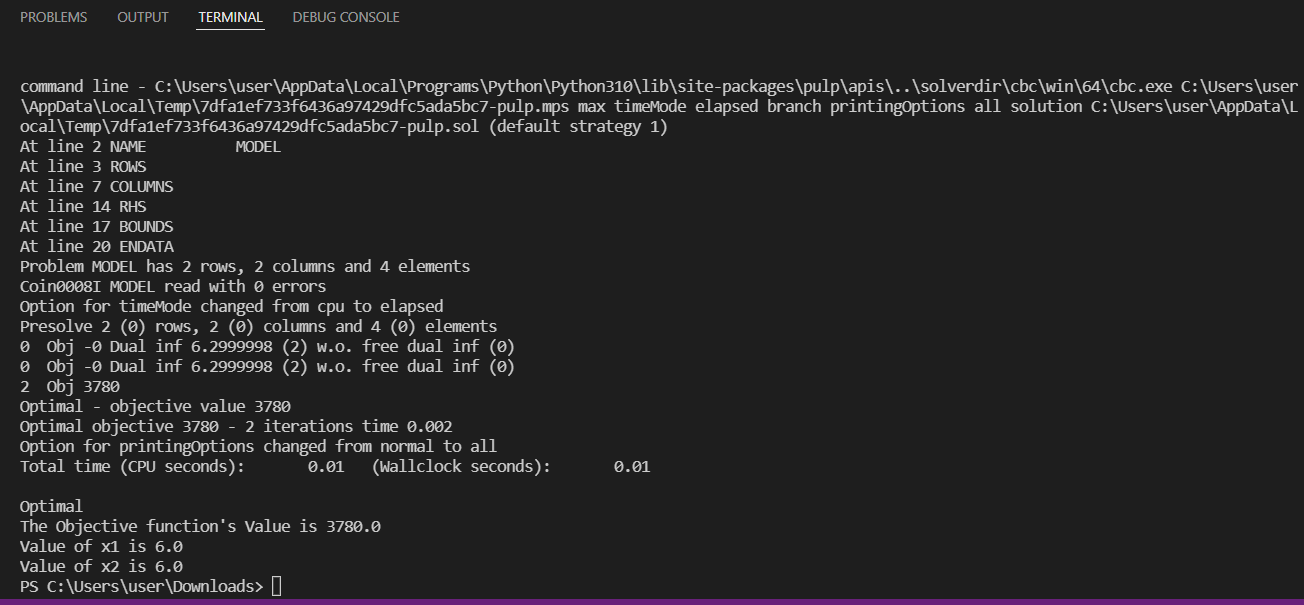 PROBLEMS OUTPUT TERMINAL DEBUG CONSOLE
command line - C:\Users\user\AppData\Local\Programs\Python\Python310\lib\site-packages\pulp\apis\..\solverdir\cbc\win\64\cbc.exe C:\Users\user
\AppData\Local\Temp\7dfa1ef733f6436a97429dfc5ada5bc7-pulp.mps max timeMode elapsed branch printingOptions all solution C:\Users\user\AppData\L
ocal\Temp\7dfa1ef733f6436a97429dfc5ada5bc7-pulp.sol (default strategy 1)
At line 2 NAME          MODEL
At line 3 ROWS
At line 7 COLUMNS
At line 14 RHS
At line 17 BOUNDS
At line 20 ENDATA
Problem MODEL has 2 rows, 2 columns and 4 elements
Coin0008I MODEL read with 0 errors
Option for timeMode changed from cpu to elapsed
Presolve 2 (0) rows, 2 (0) columns and 4 (0) elements
0  Obj -0 Dual inf 6.2999998 (2) w.o. free dual inf (0)
0  Obj -0 Dual inf 6.2999998 (2) w.o. free dual inf (0)
2  Obj 3780
Optimal - objective value 3780
Optimal objective 3780 - 2 iterations time 0.002
Option for printingOptions changed from normal to all
Total time (CPU seconds):       0.01   (Wallclock seconds):       0.01
Optimal
The Objective function's Value is 3780.0
Value of x1 is 6.0
Value of x2 is 6.0
PS C:\Users\user\Downloads>